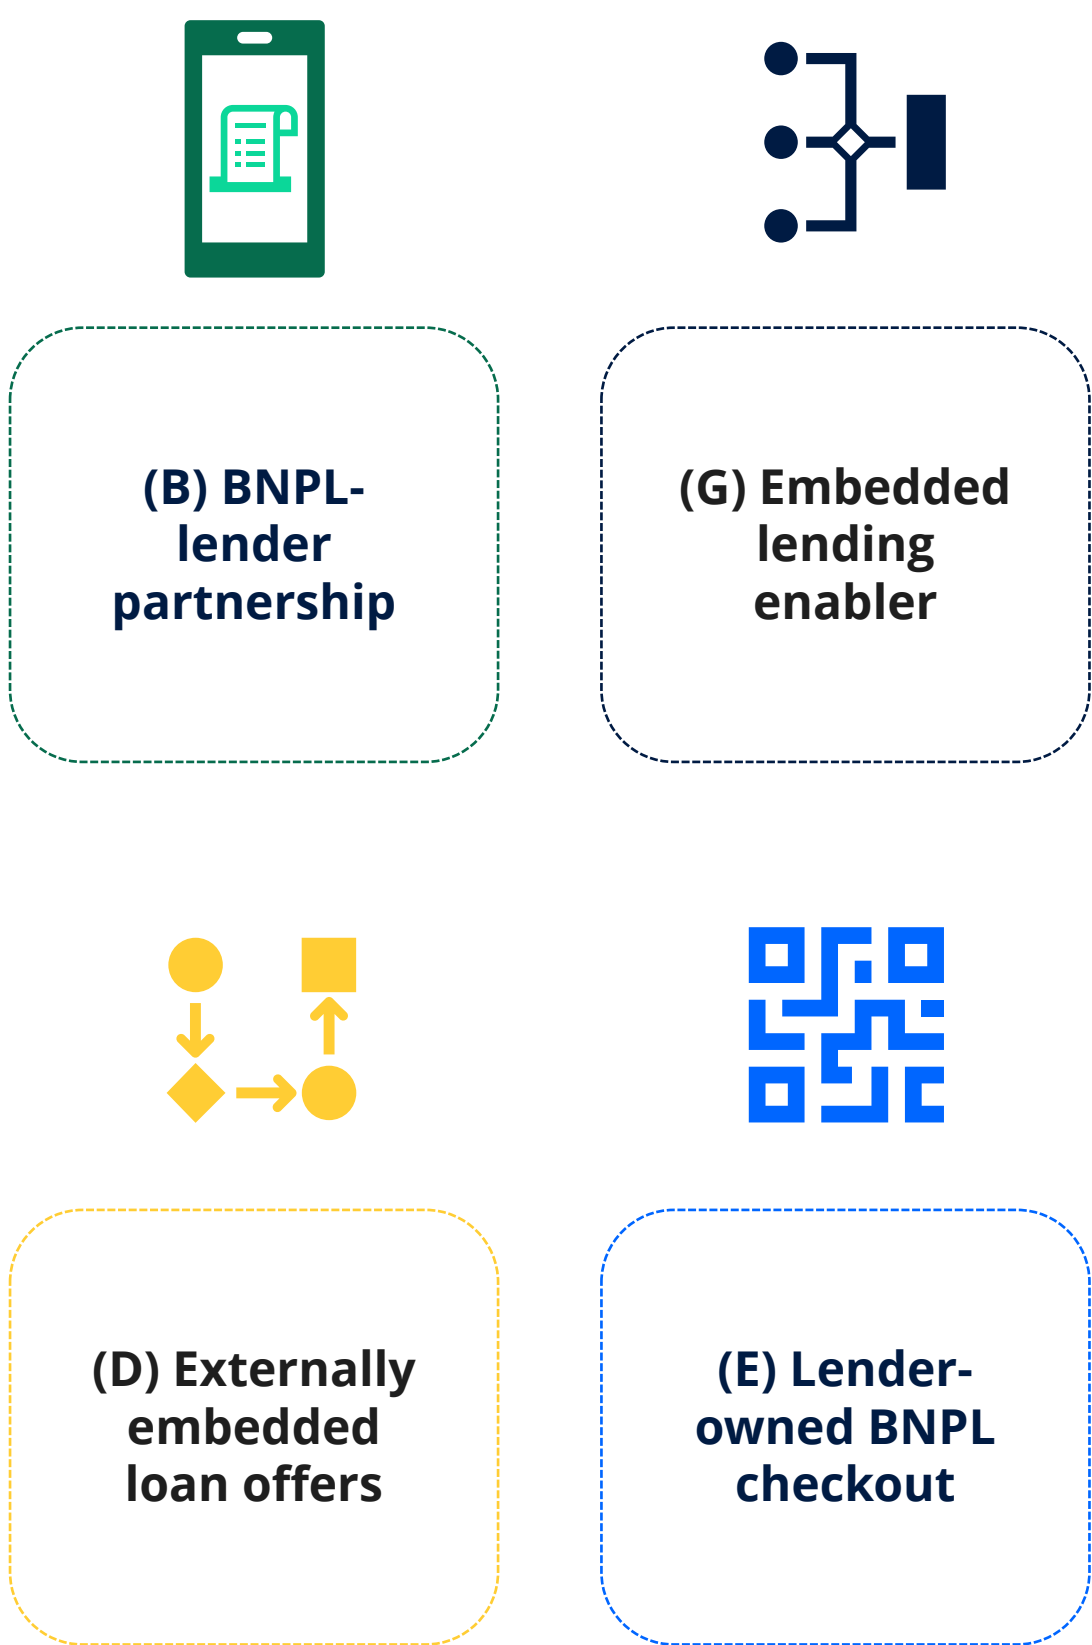 (B) BNPL-
lender
partnership
(G) Embedded
lending
enabler
(D) Externally
embedded
loan offers
(E) Lender-
owned BNPL
checkout